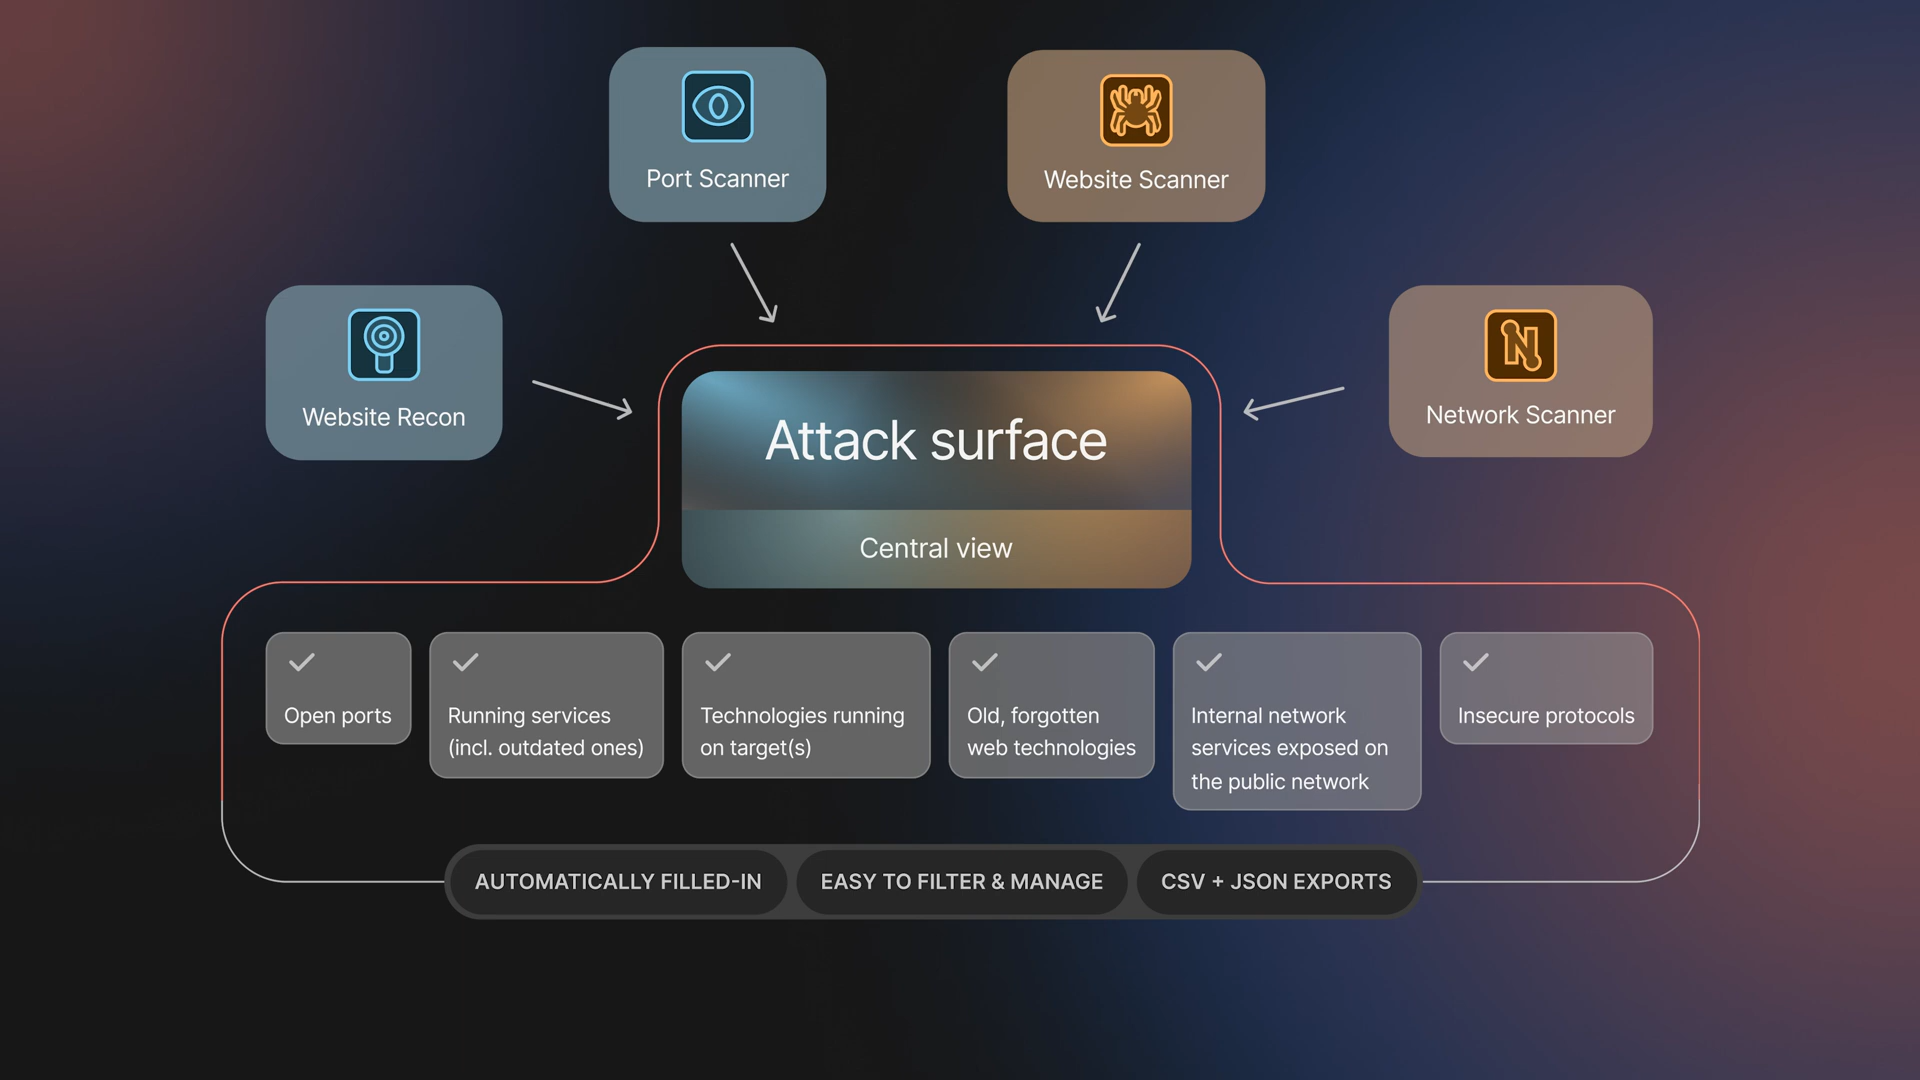 Port Scanner
Website Scanner
Website Recon
Network Scanner
Attack surface
Central view
Open ports
Running services
(incl. outdated ones)
Technologies running
on target(s)
Old, forgotten
web technologies
Internal network
services exposed on
the public network
Insecure protocols
AUTOMATICALLY FILLED-IN
EASY TO FILTER & MANAGE
CSV + JSON EXPORTS